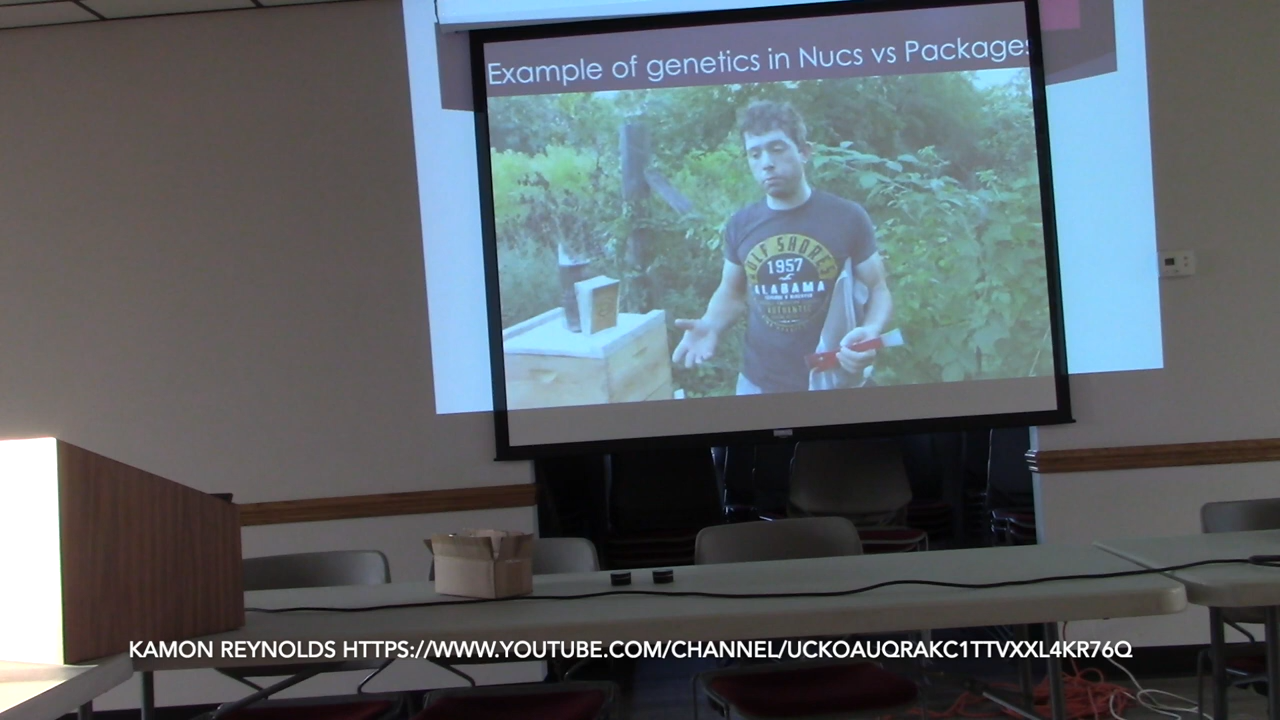 Example of genetics in Nucs vs Packages
GULF SHORES
1957
ALABAMA
AUTHENTIC
KAMON REYNOLDS HTTPS://WWW.YOUTUBE.COM/CHANNEL/UCKOAUQRAKC1TTVXXL4KR76Q